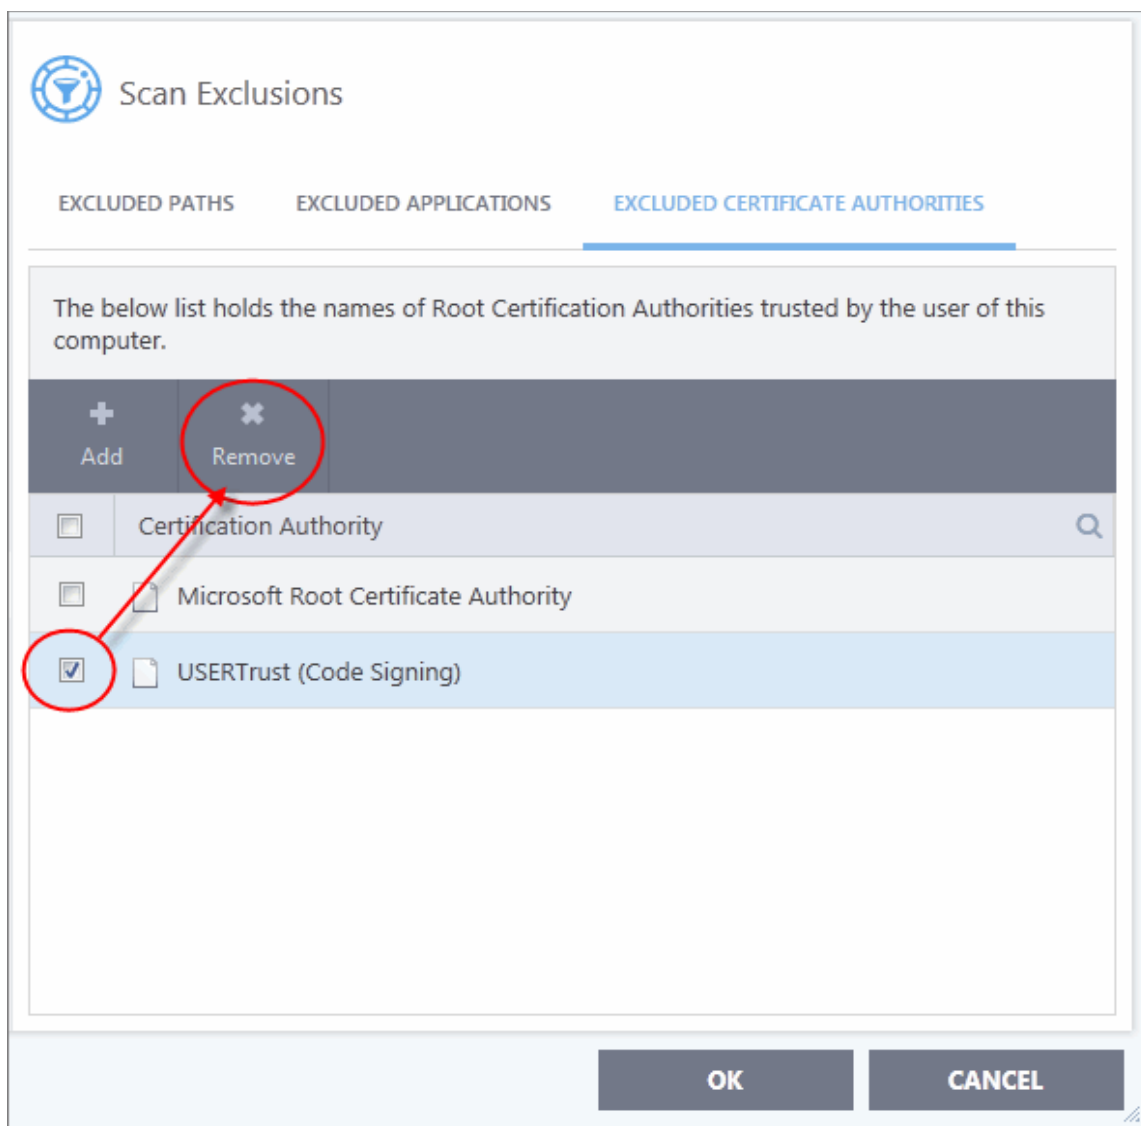 Scan Exclusions
EXCLUDED PATHS EXCLUDED APPLICATIONS EXCLUDED CERTIFICATE AUTHORITIES
The below list holds the names of Root Certification Authorities trusted by the user of this
computer.
Add Remove
Certification Authority
Microsoft Root Certificate Authority
USERTrust (Code Signing)
OK CANCEL